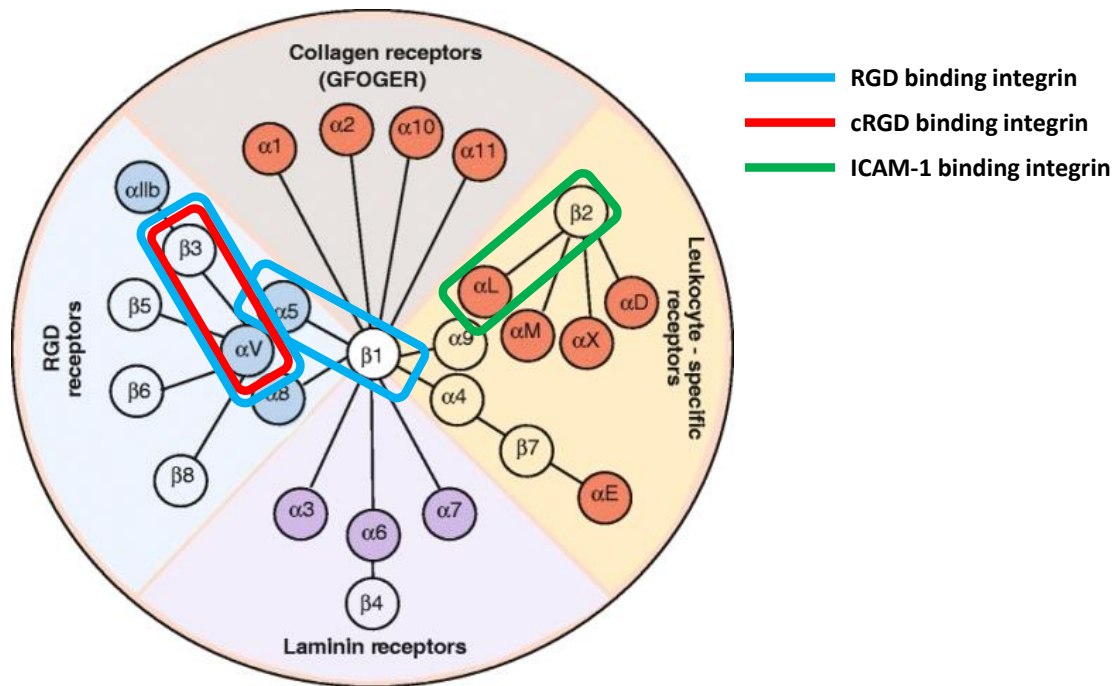 Collagen receptors
(GFOGER)
α1
α2
α10
α11
RGD binding integrin
cRGD binding integrin
ICAM-1 binding integrin
αIIb
β3
β5
αV
α5
β6
α8
β8
RGD
receptors
β1
β2
αL
αM
αX
αD
α9
α4
β7
αE
Leukocyte - specific
receptors
α3
α6
α7
β4
Laminin receptors